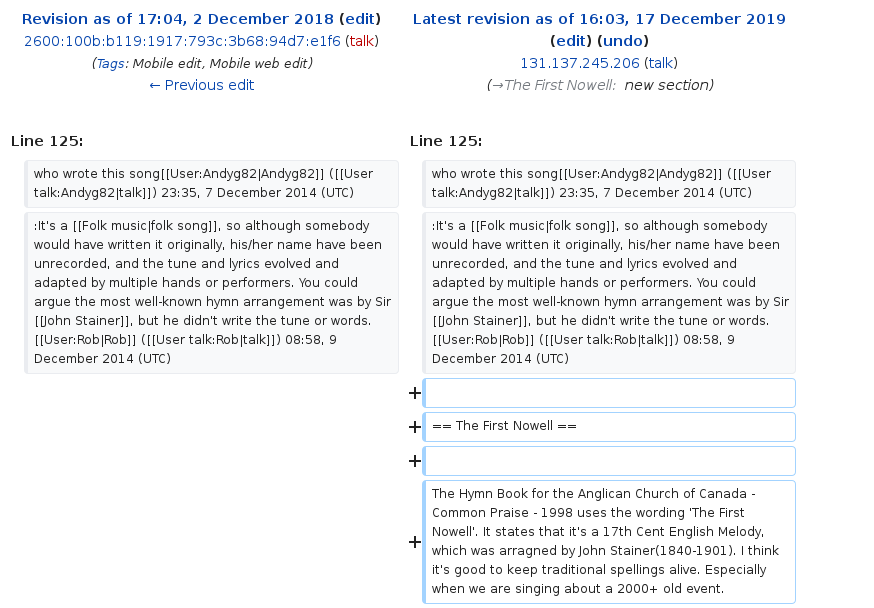 Revision as of 17:04, 2 December 2018 (edit)
2600:100b:b119:1917:793c:3b68:94d7:e1f6 (talk)
(Tags: Mobile edit, Mobile web edit)
← Previous edit
Latest revision as of 16:03, 17 December 2019
(edit) (undo)
131.137.245.206 (talk)
(→The First Nowell: new section)
Line 125:
Line 125:
who wrote this song[[User:Andyg82|Andyg82]] ([[User
talk:Andyg82|talk]]) 23:35, 7 December 2014 (UTC)
who wrote this song[[User:Andyg82|Andyg82]] ([[User
talk:Andyg82|talk]]) 23:35, 7 December 2014 (UTC)
:It's a [[Folk music|folk song]], so although somebody
would have written it originally, his/her name have been
unrecorded, and the tune and lyrics evolved and
adapted by multiple hands or performers. You could
argue the most well-known hymn arrangement was by Sir
[[John Stainer]], but he didn't write the tune or words.
[[User:Rob|Rob]] ([[User talk:Rob|talk]]) 08:58, 9
December 2014 (UTC)
:It's a [[Folk music|folk song]], so although somebody
would have written it originally, his/her name have been
unrecorded, and the tune and lyrics evolved and
adapted by multiple hands or performers. You could
argue the most well-known hymn arrangement was by Sir
[[John Stainer]], but he didn't write the tune or words.
[[User:Rob|Rob]] ([[User talk:Rob|talk]]) 08:58, 9
December 2014 (UTC)
+
+ == The First Nowell ==
+
+
The Hymn Book for the Anglican Church of Canada -
Common Praise - 1998 uses the wording 'The First
Nowell'. It states that it's a 17th Cent English Melody,
which was arragned by John Stainer(1840-1901). I think
it's good to keep traditional spellings alive. Especially
when we are singing about a 2000+ old event.